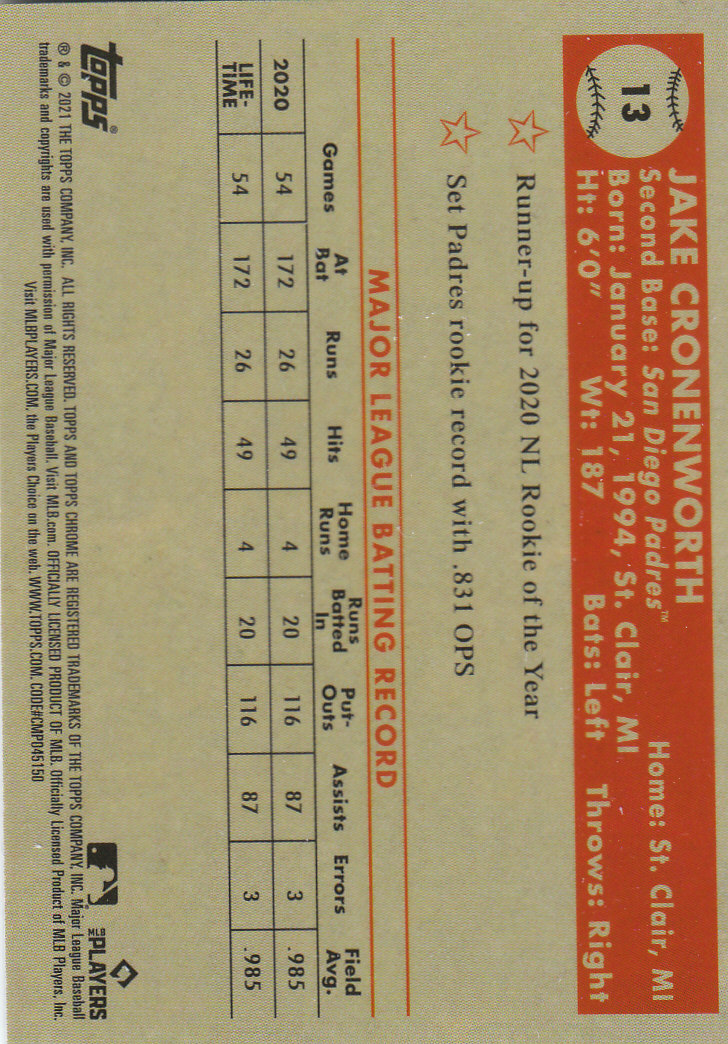 13
JAKE CRONENWORTH
Second Base: San Diego Padres™ Home: St. Clair, MI
Born: January 21, 1994, St. Clair, MI
Ht: 6'0" Wt: 187 Bats: Left Throws: Right
Runner-up for 2020 NL Rookie of the Year
Set Padres rookie record with .831 OPS
MAJOR LEAGUE BATTING RECORD
Games At Bat Runs Hits Home Runs Runs Batted In Put-Outs Assists Errors Field Avg.
2020 54 172 26 49 4 20 116 87 3 .985
LIFE-TIME 54 172 26 49 4 20 116 87 3 .985
topps®
MLB PLAYERS
® & © 2021 THE TOPPS COMPANY, INC. ALL RIGHTS RESERVED. TOPPS AND TOPPS CHROME ARE REGISTERED TRADEMARKS OF THE TOPPS COMPANY, INC. Major League Baseball
trademarks and copyrights are used with permission of Major League Baseball. Visit MLB.com. OFFICIALLY LICENSED PRODUCT OF MLB. Officially Licensed Product of MLB Players, Inc.
Visit MLBPLAYERS.COM, the Players Choice on the web. WWW.TOPPS.COM. CODE#CMP045150